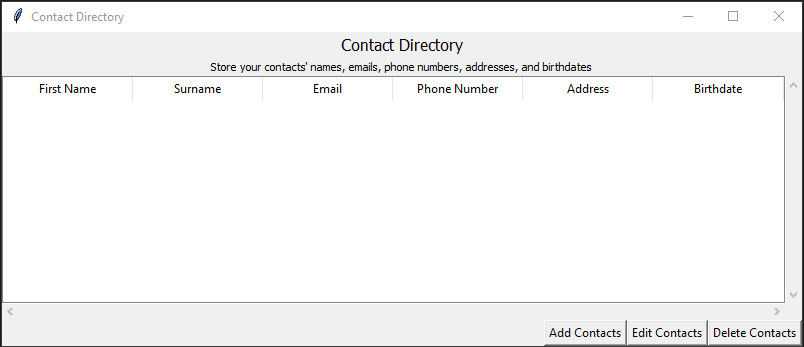 Contact Directory
Contact Directory
Store your contacts' names, emails, phone numbers, addresses, and birthdates
First Name Surname Email Phone Number Address Birthdate
Add Contacts Edit Contacts Delete Contacts